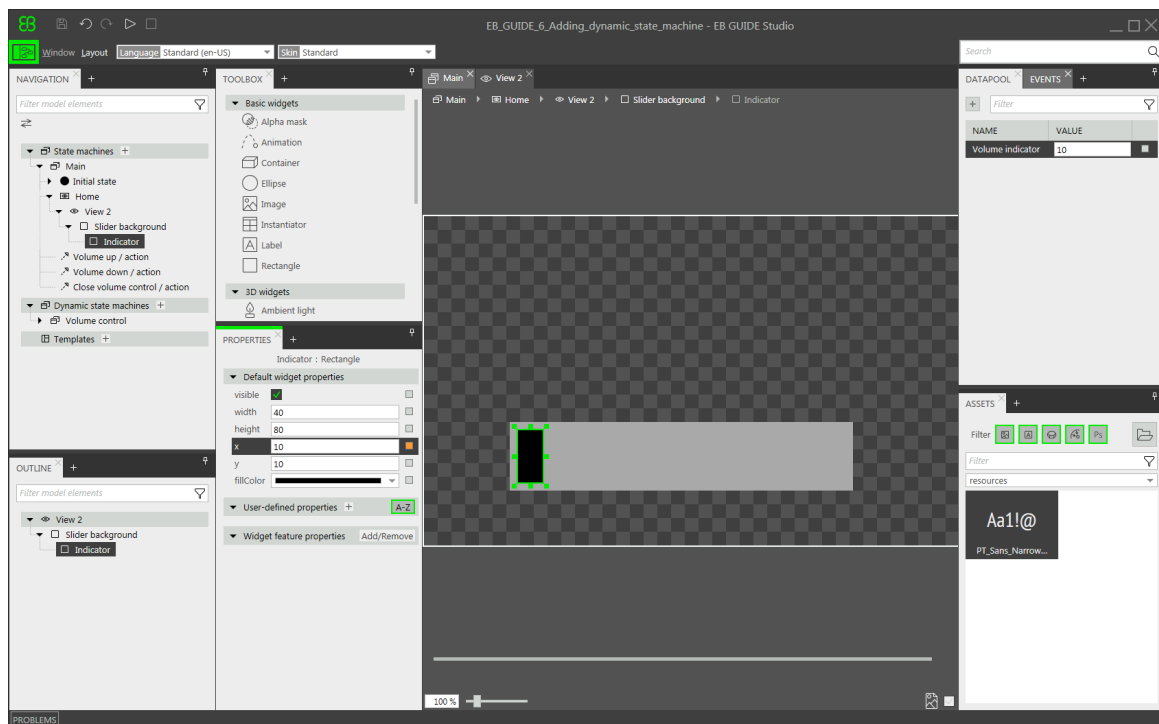 EB
EB_GUIDE_6_Adding_dynamic_state_machine - EB GUIDE Studio
Window Layout Language Standard (en-US) Skin Standard
Search
NAVIGATION
Filter model elements
State machines
Main
Initial state
Home
View 2
Slider background
Indicator
Volume up / action
Volume down / action
Close volume control / action
Dynamic state machines
Volume control
Templates
OUTLINE
Filter model elements
View 2
Slider background
Indicator
TOOLBOX
Basic widgets
Alpha mask
Animation
Container
Ellipse
Image
Instantiator
Label
Rectangle
3D widgets
Ambient light
PROPERTIES
Indicator : Rectangle
Default widget properties
visible
width 40
height 80
x 10
y 10
fillColor
User-defined properties + A-Z
Widget feature properties Add/Remove
Main View 2
Main Home View 2 Slider background Indicator
100 %
DATAPOOL EVENTS
Filter
NAME VALUE
Volume indicator 10
ASSETS
Filter A Ps
Filter
resources
Aa1!@
PT_Sans_Narrow...
PROBLEMS